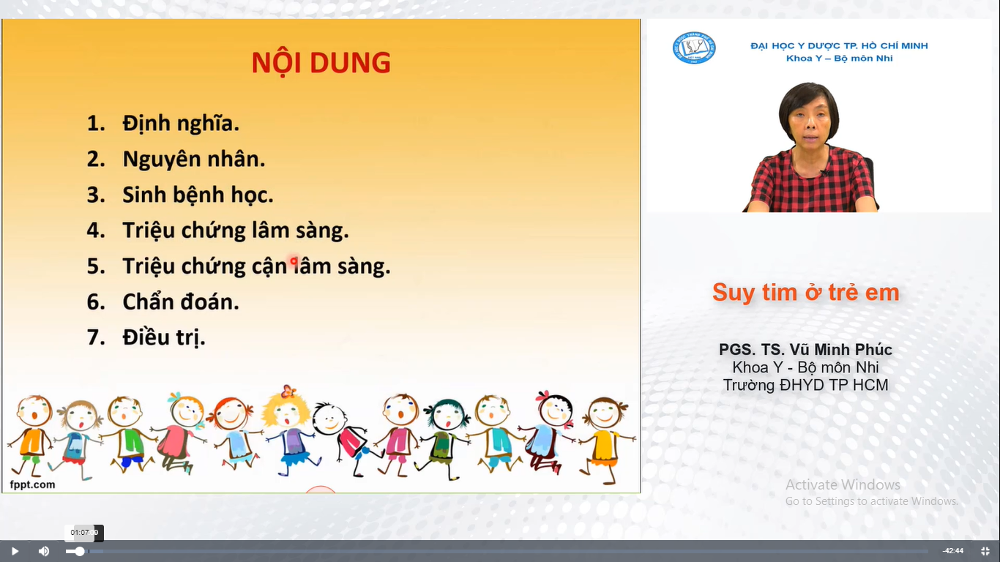 NỘI DUNG
1. Định nghĩa.
2. Nguyên nhân.
3. Sinh bệnh học.
4. Triệu chứng lâm sàng.
5. Triệu chứng cận lâm sàng.
6. Chẩn đoán.
7. Điều trị.
fppt.com
ĐẠI HỌC Y DƯỢC TP. HỒ CHÍ MINH
Khoa Y – Bộ môn Nhi
Suy tim ở trẻ em
PGS. TS. Vũ Minh Phúc
Khoa Y - Bộ môn Nhi
Trường ĐHYD TP HCM
Activate Windows
Go to Settings to activate Windows.
01:07
-42:44